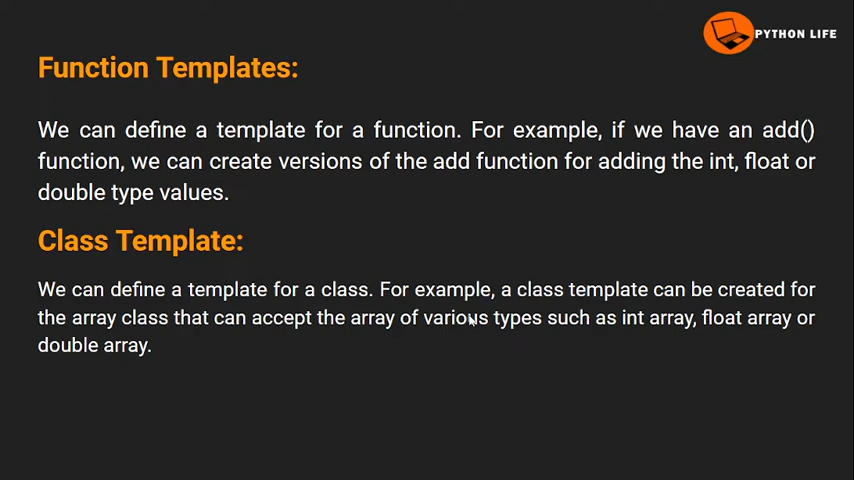 PYTHON LIFE
Function Templates:
We can define a template for a function. For example, if we have an add()
function, we can create versions of the add function for adding the int, float or
double type values.
Class Template:
We can define a template for a class. For example, a class template can be created for
the array class that can accept the array of various types such as int array, float array or
double array.